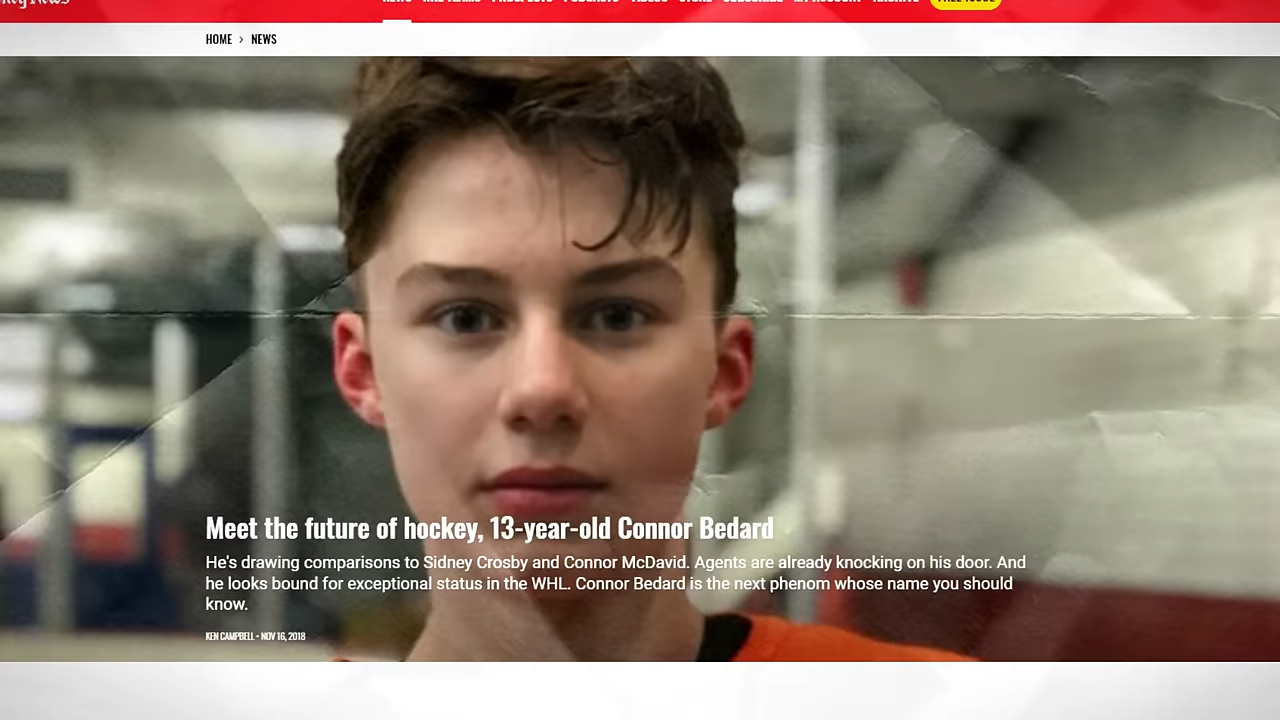 HOME > NEWS
Meet the future of hockey, 13-year-old Connor Bedard
He's drawing comparisons to Sidney Crosby and Connor McDavid. Agents are already knocking on his door. And
he looks bound for exceptional status in the WHL. Connor Bedard is the next phenom whose name you should
know.
KEN CAMPBELL • NOV 16, 2018